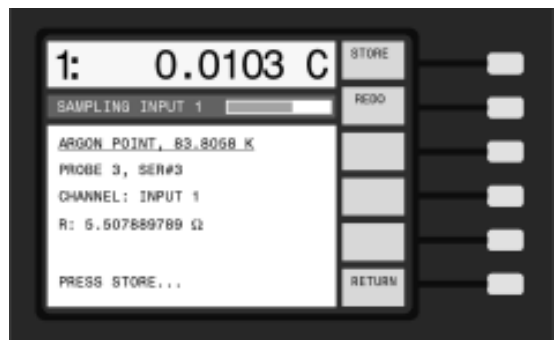 1: 0.0103 C
SAMPLING INPUT 1
ARGON POINT, 83.8058 K
PROBE 3, SER#3
CHANNEL: INPUT 1
R: 5.507889789 Ω
PRESS STORE...
STORE
REDO
RETURN